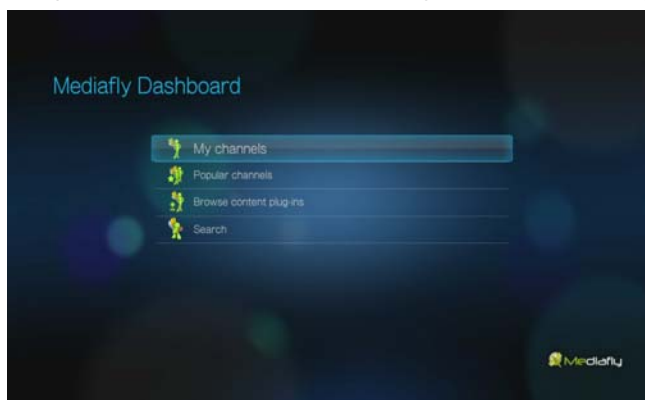 Mediafly Dashboard
My channels
Popular channels
Browse content plug-ins
Search
Mediafly